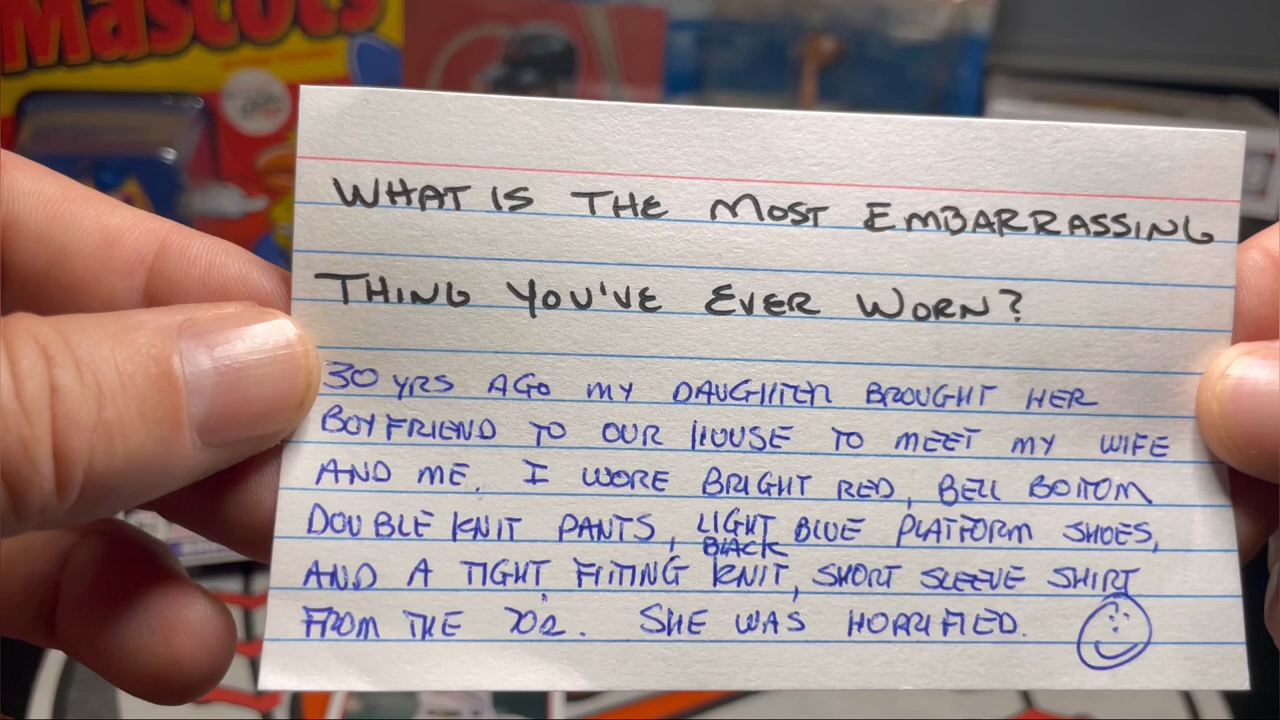 Mascots
WHAT IS THE MOST EMBARRASSING
THING YOU'VE EVER WORN?
30 YRS AGO MY DAUGHTER BROUGHT HER
BOYFRIEND TO OUR HOUSE TO MEET MY WIFE
AND ME. I WORE BRIGHT RED, BELL BOTTOM
DOUBLE KNIT PANTS, LIGHT BLUE PLATFORM SHOES,
BLACK
AND A TIGHT, FITTING KNIT, SHORT SLEEVE SHIRT
FROM THE 70s. SHE WAS HORRIFIED.